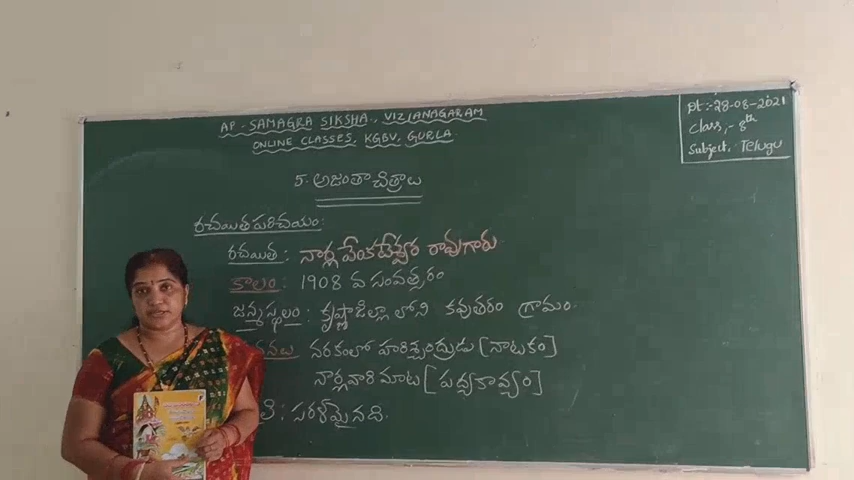 AP. SAMAGRA SIKSHA., VIZIANAGARAM
ONLINE CLASSES, KGBV, GURLA.
Dt:-28-08-2021
Class:- 8th
Subject:- Telugu
5. అజంతా చిత్రాలు
రచయిత పరిచయం:
రచయిత : నార్ల వేంకటేశ్వర రావుగారు
కాలం : 1908 వ సంవత్సరం
జన్మస్థలం : కృష్ణాజిల్లా లోని కవుతరం గ్రామం.
నరకంలో హరిశ్చంద్రుడు [నాటకం]
నార్లవారి మాట [పద్యకావ్యం]
: సరళమైనది.